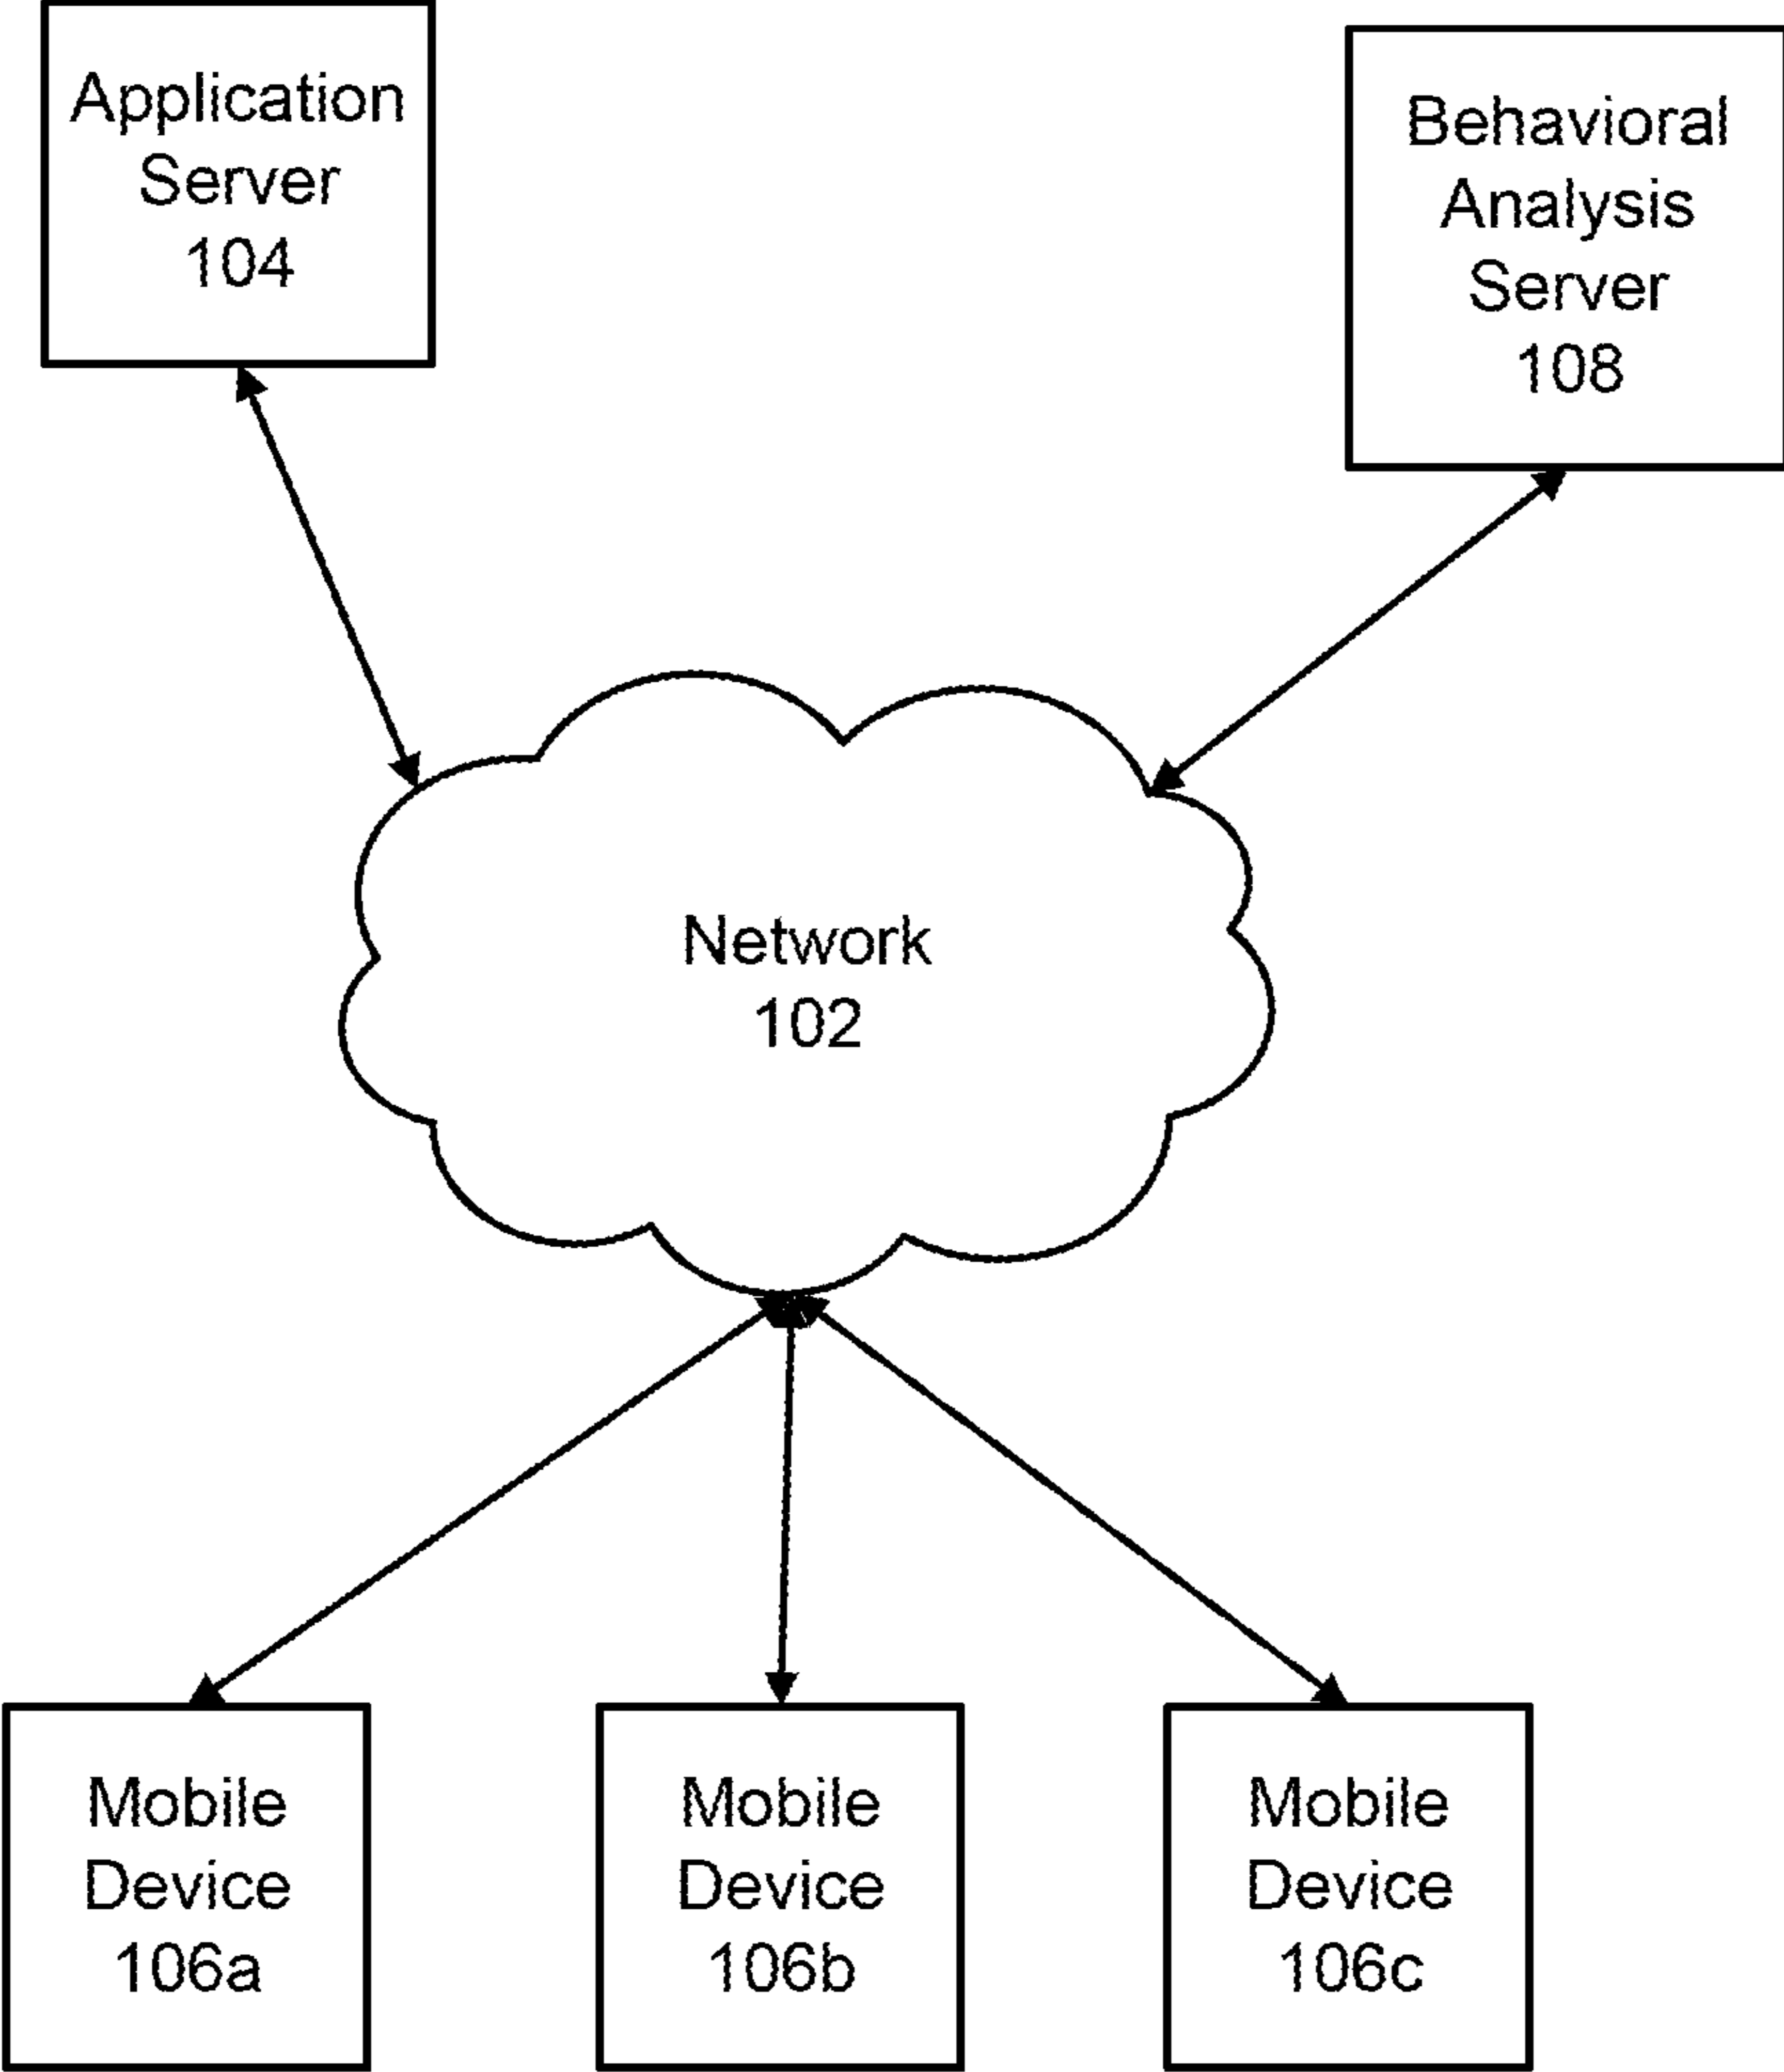 Application
Server
104
Behavioral
Analysis
Server
108
Network
102
Mobile
Device
106a
Mobile
Device
106b
Mobile
Device
106c